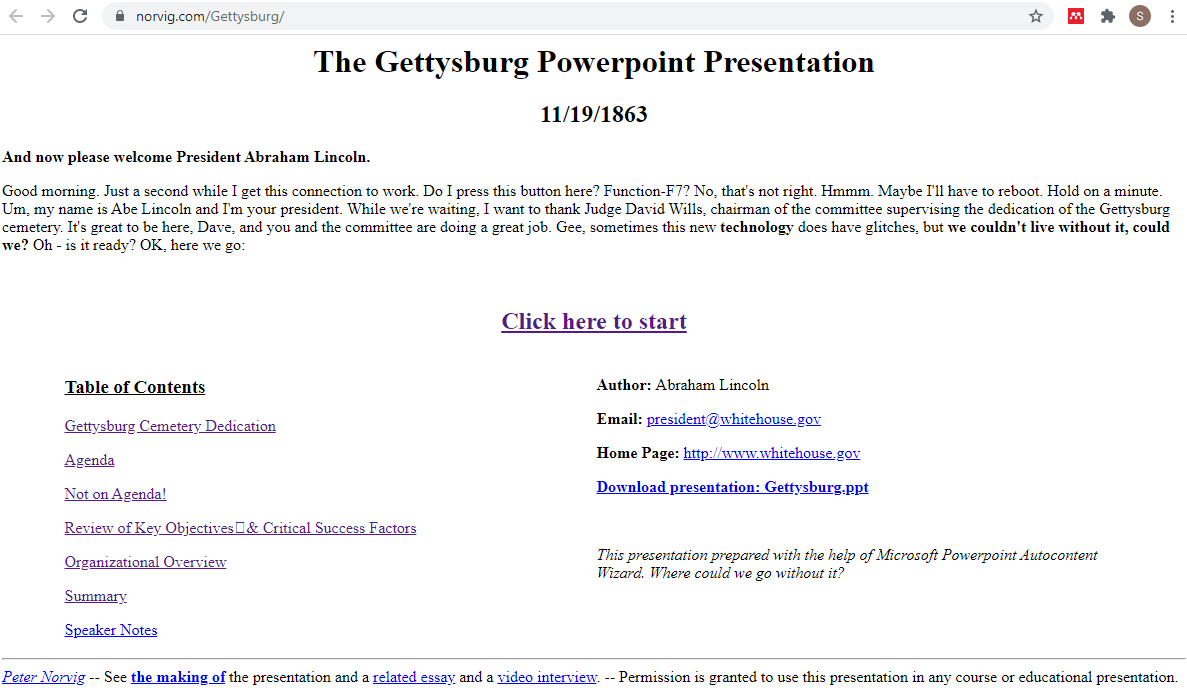 norvig.com/Gettysburg/
S
The Gettysburg Powerpoint Presentation
11/19/1863
And now please welcome President Abraham Lincoln.
Good morning. Just a second while I get this connection to work. Do I press this button here? Function-F7? No, that's not right. Hmmm. Maybe I'll have to reboot. Hold on a minute.
Um, my name is Abe Lincoln and I'm your president. While we're waiting, I want to thank Judge David Wills, chairman of the committee supervising the dedication of the Gettysburg
cemetery. It's great to be here, Dave, and you and the committee are doing a great job. Gee, sometimes this new technology does have glitches, but we couldn't live without it, could
we? Oh - is it ready? OK, here we go:
Click here to start
Table of Contents
Gettysburg Cemetery Dedication
Agenda
Not on Agenda!
Review of Key Objectives□& Critical Success Factors
Organizational Overview
Summary
Speaker Notes
Author: Abraham Lincoln
Email: president@whitehouse.gov
Home Page: http://www.whitehouse.gov
Download presentation: Gettysburg.ppt
This presentation prepared with the help of Microsoft Powerpoint Autocontent
Wizard. Where could we go without it?
Peter Norvig -- See the making of the presentation and a related essay and a video interview. -- Permission is granted to use this presentation in any course or educational presentation.